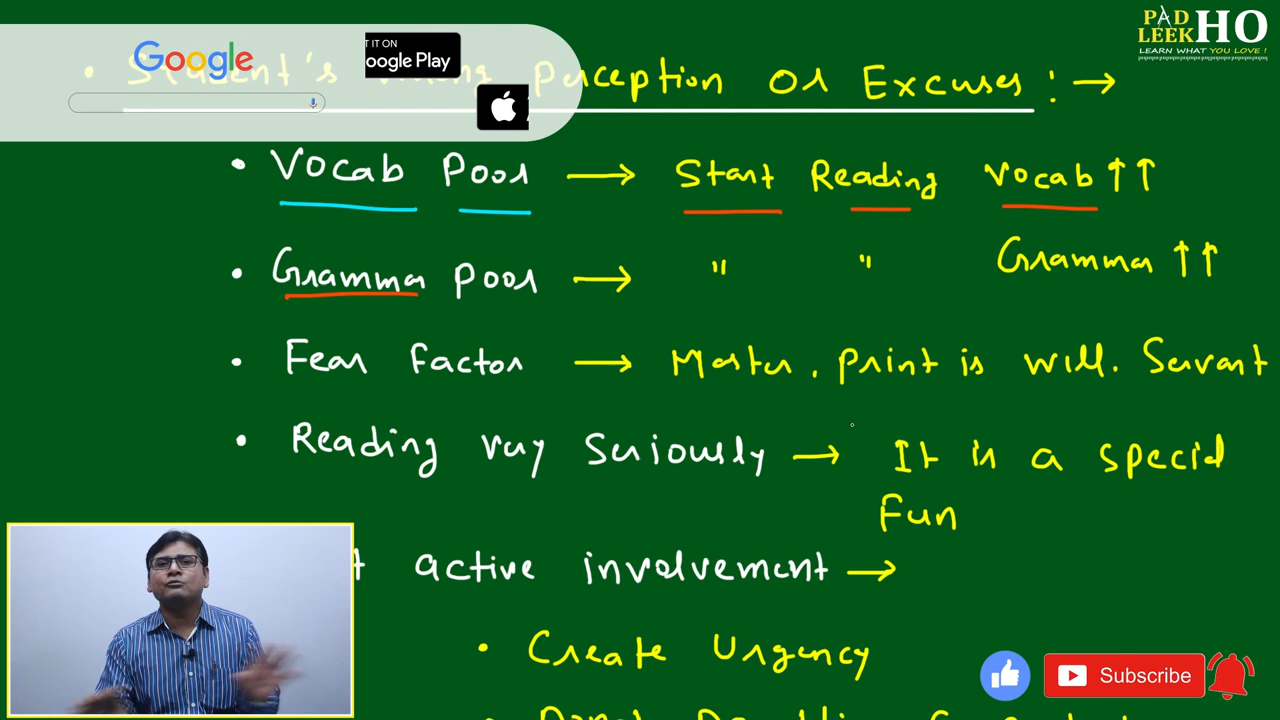 PAD LEEK HO
LEARN WHAT YOU LOVE !
Google
T IT ON
oogle Play
• Student's Perception Or Excuses : →
• Vocab Poor → Start Reading Vocab ↑↑
• Gramma Poor → " " Grammar ↑↑
• Fear Factor → Master. Print is will. Servant
• Reading very Seriously → It is a special
Fun
t active involvement →
• Create Urgency
Subscribe